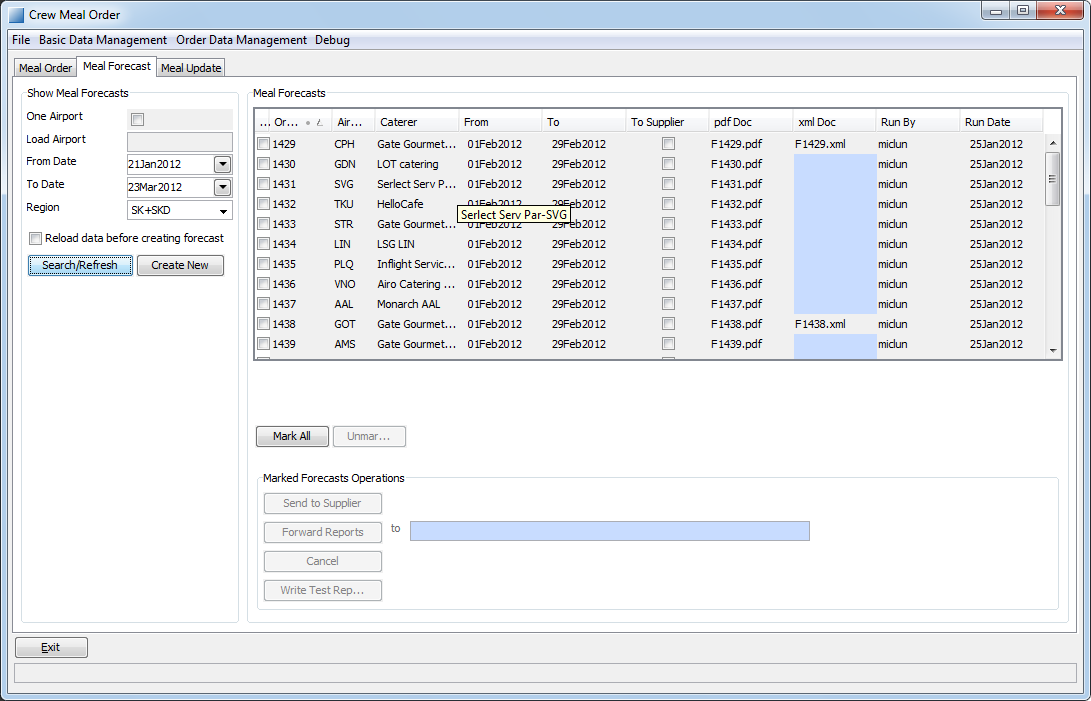 Crew Meal Order
File Basic Data Management Order Data Management Debug
Meal Order Meal Forecast Meal Update
Show Meal Forecasts
One Airport
Load Airport
From Date 21Jan2012
To Date 23Mar2012
Region SK+SKD
Reload data before creating forecast
Search/Refresh Create New
Meal Forecasts
... Or... Air... Caterer From To To Supplier pdf Doc xml Doc Run By Run Date
1429 CPH Gate Gourmet... 01Feb2012 29Feb2012 F1429.pdf F1429.xml miclun 25Jan2012
1430 GDN LOT catering 01Feb2012 29Feb2012 F1430.pdf miclun 25Jan2012
1431 SVG Serlect Serv P... 01Feb2012 29Feb2012 F1431.pdf miclun 25Jan2012
1432 TKU HelloCafe 01Feb2012 29Feb2012 F1432.pdf miclun 25Jan2012
Serlect Serv Par-SVG
1433 STR Gate Gourmet... 01Feb2012 29Feb2012 F1433.pdf miclun 25Jan2012
1434 LIN LSG LIN 01Feb2012 29Feb2012 F1434.pdf miclun 25Jan2012
1435 PLQ Inflight Servic... 01Feb2012 29Feb2012 F1435.pdf miclun 25Jan2012
1436 VNO Airo Catering ... 01Feb2012 29Feb2012 F1436.pdf miclun 25Jan2012
1437 AAL Monarch AAL 01Feb2012 29Feb2012 F1437.pdf miclun 25Jan2012
1438 GOT Gate Gourmet... 01Feb2012 29Feb2012 F1438.pdf F1438.xml miclun 25Jan2012
1439 AMS Gate Gourmet... 01Feb2012 29Feb2012 F1439.pdf miclun 25Jan2012
Mark All Unmar...
Marked Forecasts Operations
Send to Supplier
Forward Reports to
Cancel
Write Test Rep...
Exit